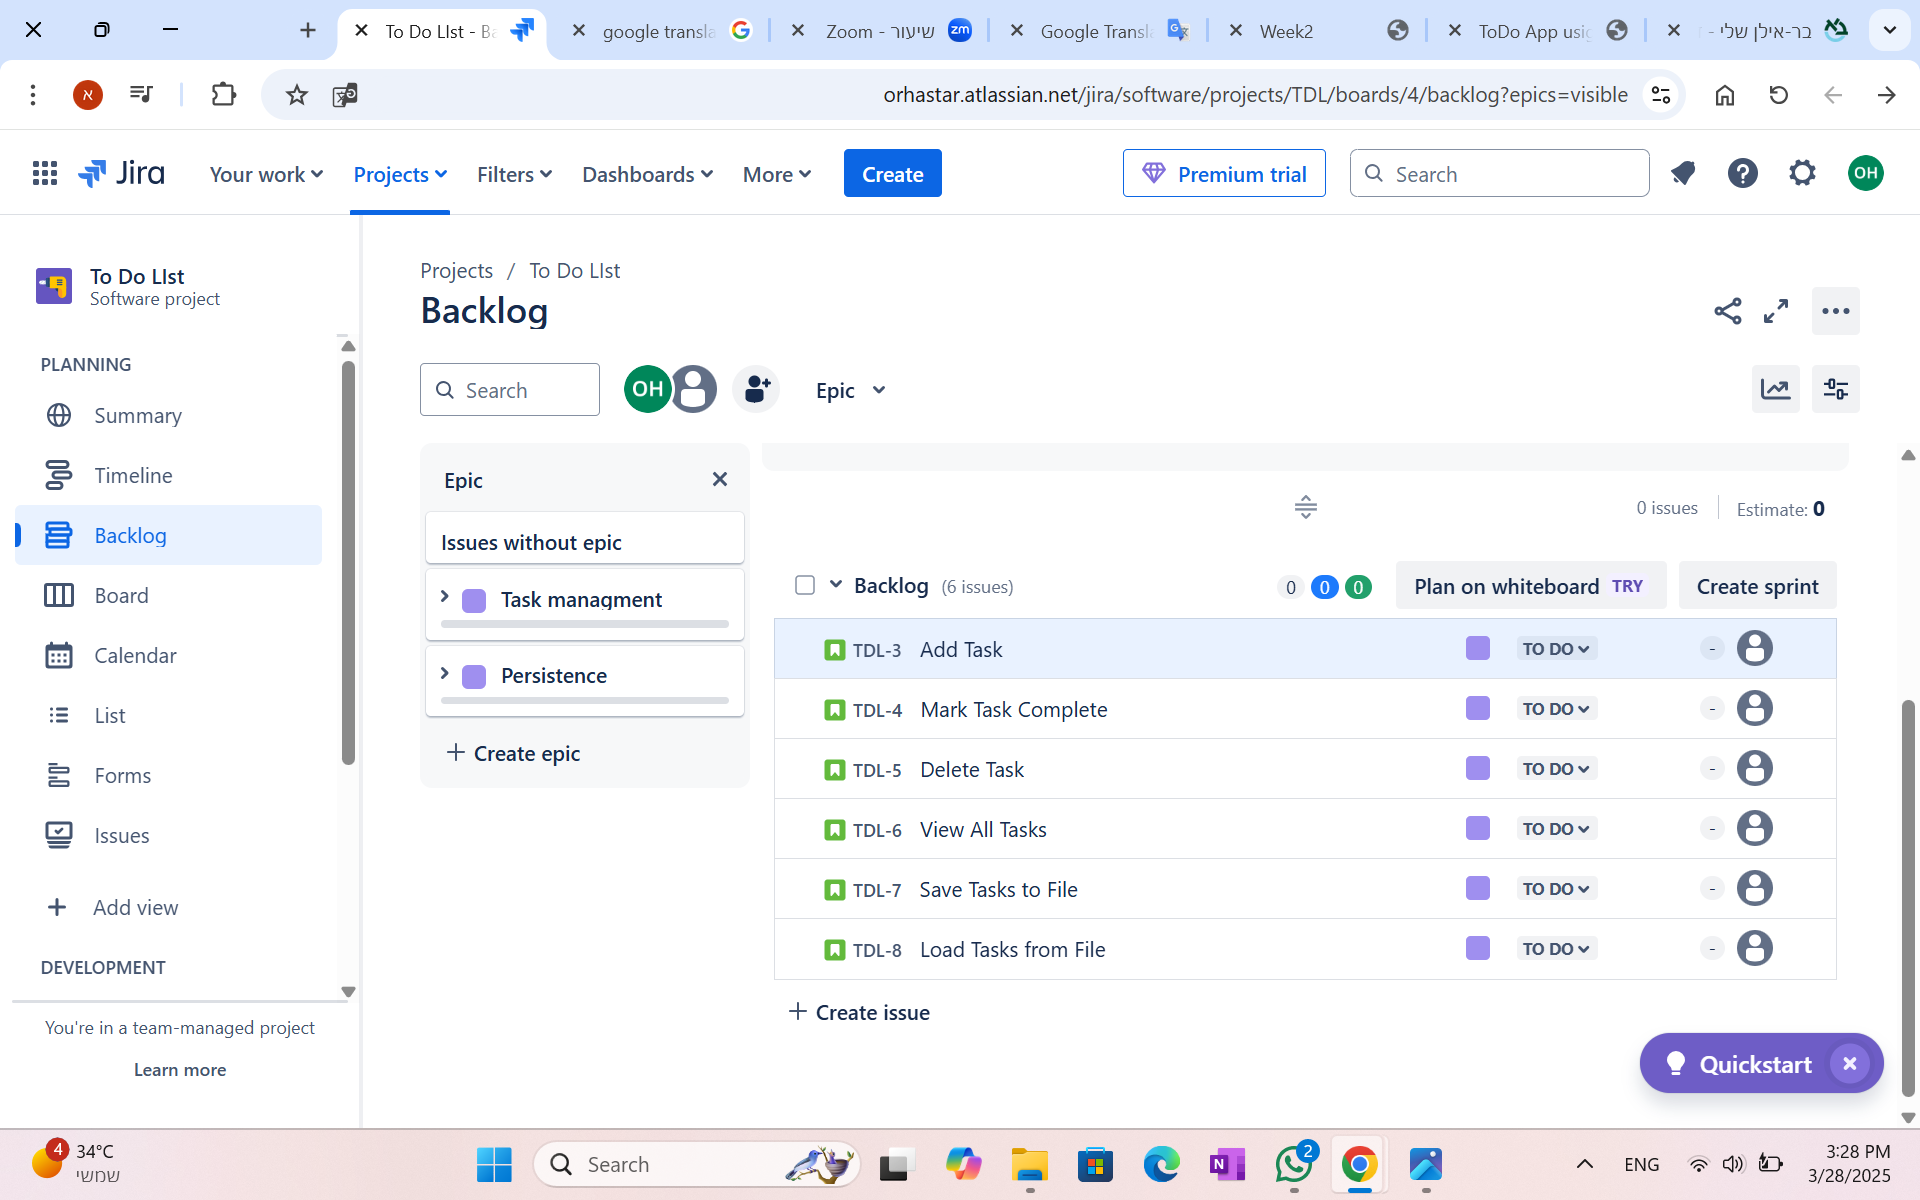 To Do LIst - Ba
google transla
Zoom - שיעור
Google Transla
Week2
ToDo App usin
בר-אילן שלי -
א
orhastar.atlassian.net/jira/software/projects/TDL/boards/4/backlog?epics=visible
Jira
Your work
Projects
Filters
Dashboards
More
Create
Premium trial
Search
OH
To Do LIst
Software project
PLANNING
Summary
Timeline
Backlog
Board
Calendar
List
Forms
Issues
Add view
DEVELOPMENT
You're in a team-managed project
Learn more
Projects / To Do LIst
Backlog
Search
OH
Epic
Epic
Issues without epic
Task managment
Persistence
Create epic
0 issues
Estimate: 0
Backlog (6 issues)
0 0 0
Plan on whiteboard TRY
Create sprint
TDL-3 Add Task TO DO -
TDL-4 Mark Task Complete TO DO -
TDL-5 Delete Task TO DO -
TDL-6 View All Tasks TO DO -
TDL-7 Save Tasks to File TO DO -
TDL-8 Load Tasks from File TO DO -
Create issue
Quickstart
4
34°C
שמשי
Search
2
ENG
3:28 PM
3/28/2025